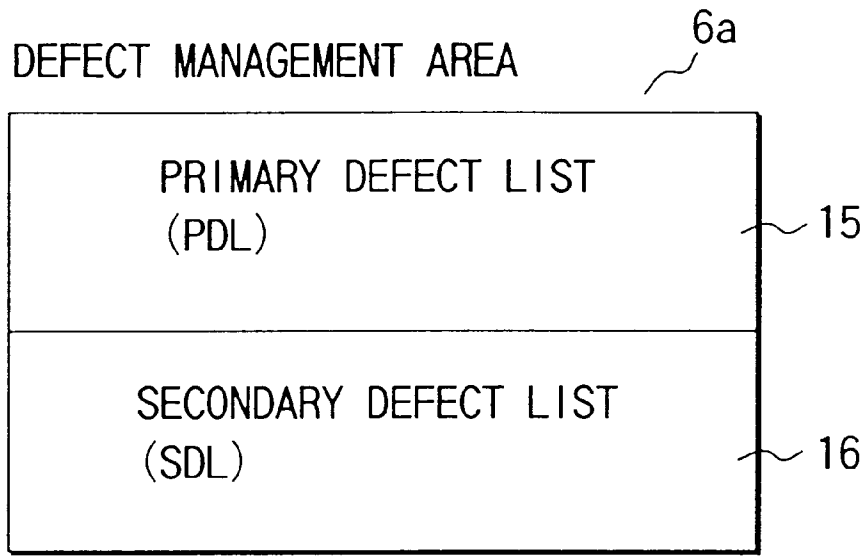 6a
DEFECT MANAGEMENT AREA
PRIMARY DEFECT LIST
(PDL)
15
SECONDARY DEFECT LIST
(SDL)
16